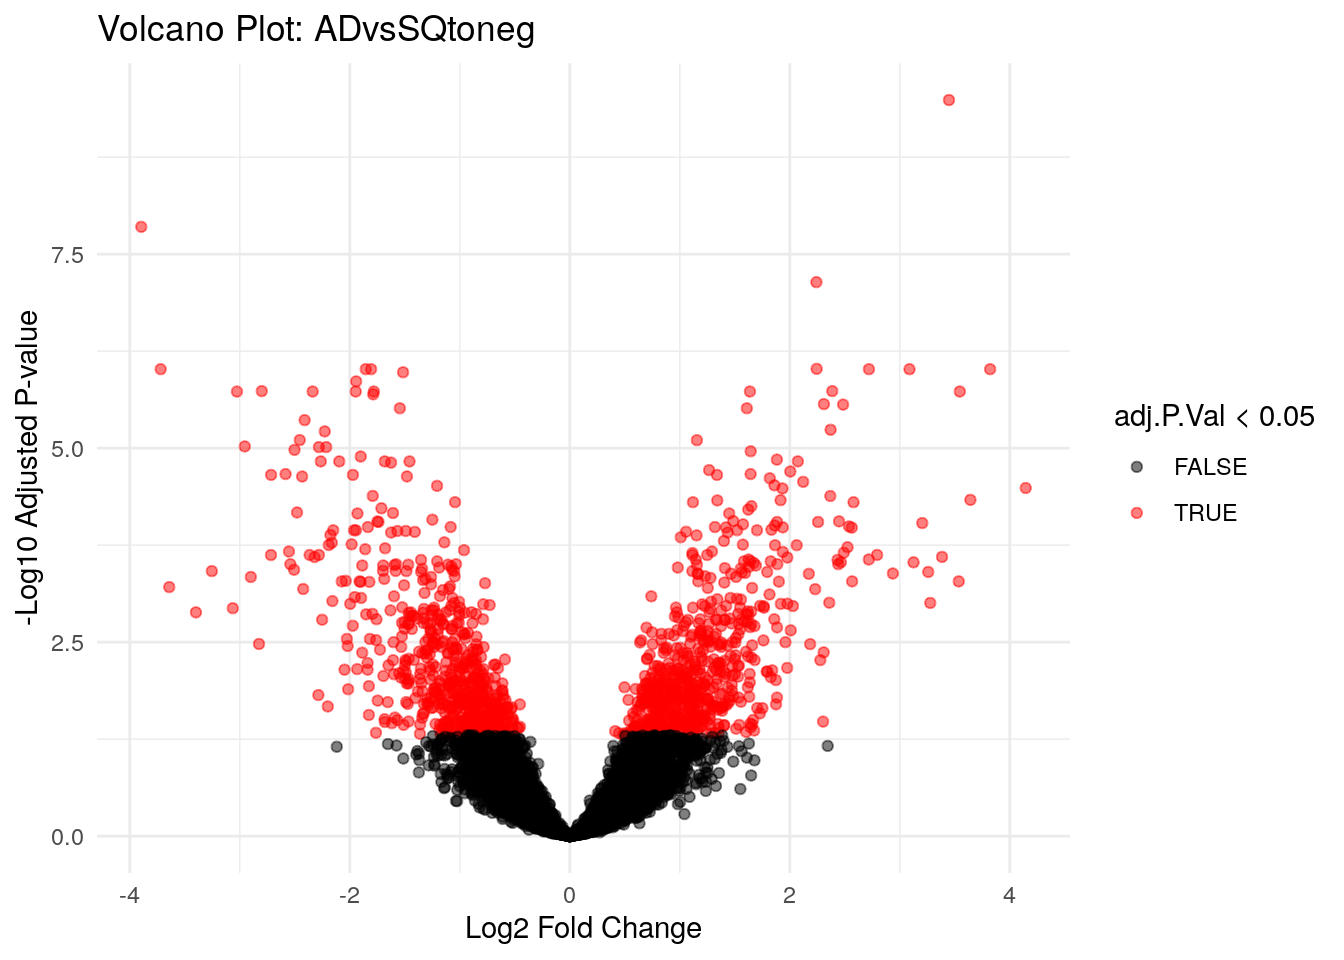 Volcano Plot: ADvsSQtoneg
-Log10 Adjusted P-value
7.5
5.0
2.5
0.0
-4
-2
0
2
4
Log2 Fold Change
adj.P.Val < 0.05
FALSE
TRUE